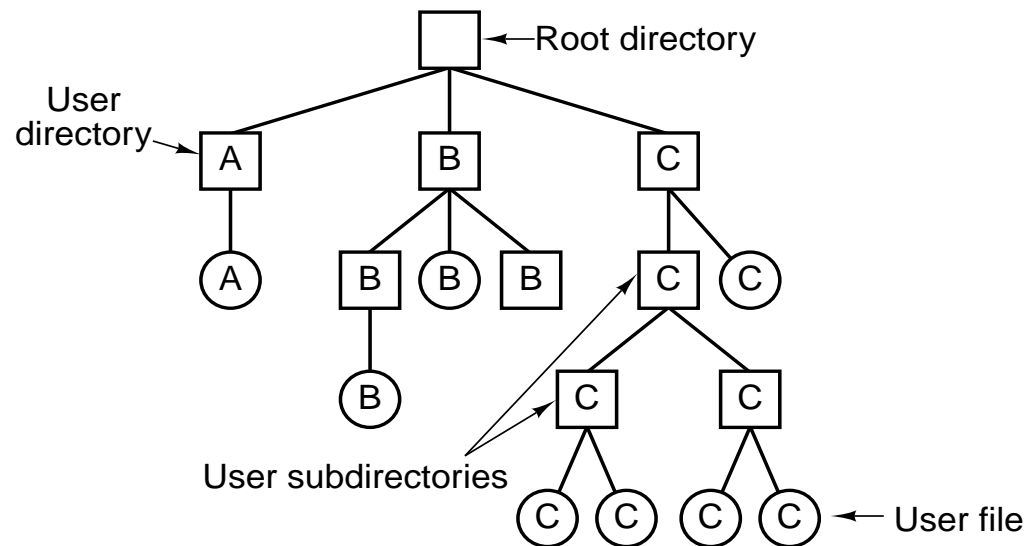 Root directory
User
directory
A
B
C
A
B
B
B
C
C
B
C
C
User subdirectories
C
C
C
C
User file